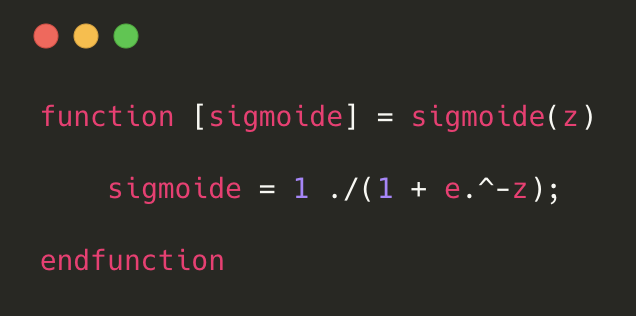 function [sigmoide] = sigmoide(z)
sigmoide = 1 ./(1 + e.^-z);
endfunction